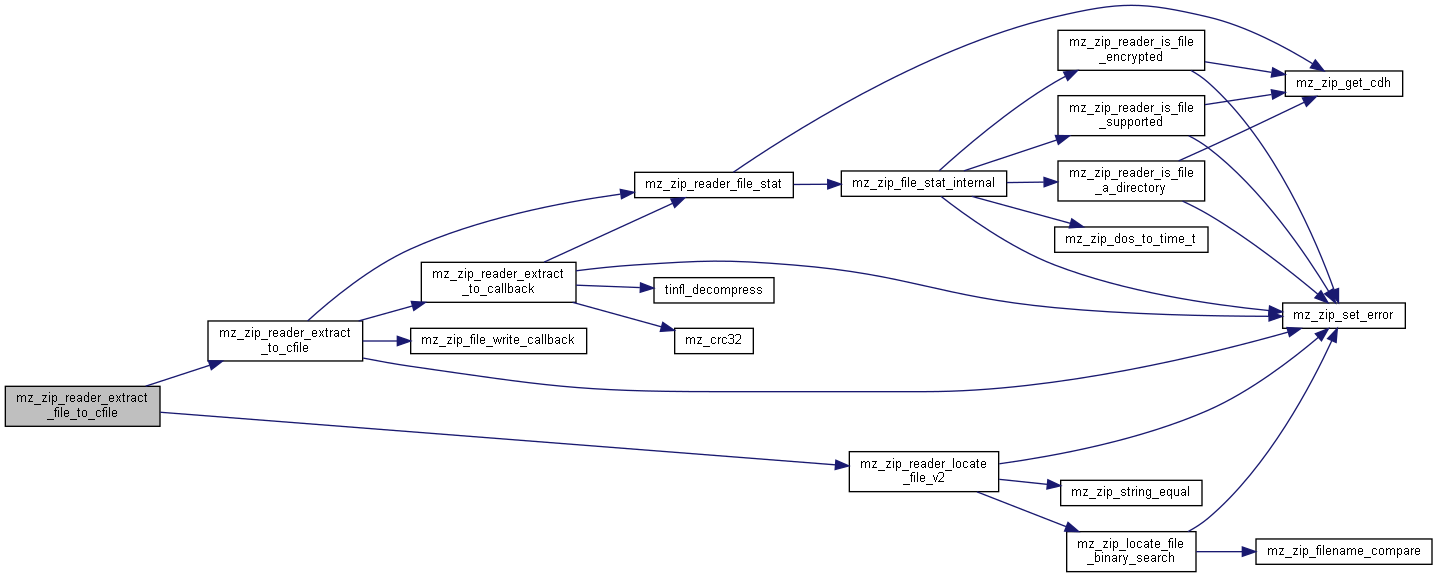 mz_zip_reader_extract
_file_to_cfile
mz_zip_reader_extract
_to_cfile
mz_zip_reader_extract
_to_callback
mz_zip_file_write_callback
mz_zip_reader_file_stat
tinfl_decompress
mz_crc32
mz_zip_file_stat_internal
mz_zip_reader_locate
_file_v2
mz_zip_reader_is_file
_encrypted
mz_zip_reader_is_file
_supported
mz_zip_reader_is_file
_a_directory
mz_zip_dos_to_time_t
mz_zip_string_equal
mz_zip_locate_file
_binary_search
mz_zip_get_cdh
mz_zip_set_error
mz_zip_filename_compare